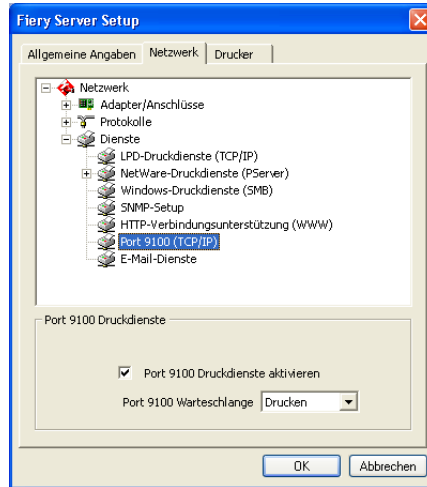 Fiery Server Setup
Allgemeine Angaben Netzwerk Drucker
Netzwerk
Adapter/Anschlüsse
Protokolle
Dienste
LPD-Druckdienste (TCP/IP)
NetWare-Druckdienste (PServer)
Windows-Druckdienste (SMB)
SNMP-Setup
HTTP-Verbindungsunterstützung (WWW)
Port 9100 (TCP/IP)
E-Mail-Dienste
Port 9100 Druckdienste
Port 9100 Druckdienste aktivieren
Port 9100 Warteschlange Drucken
OK Abbrechen